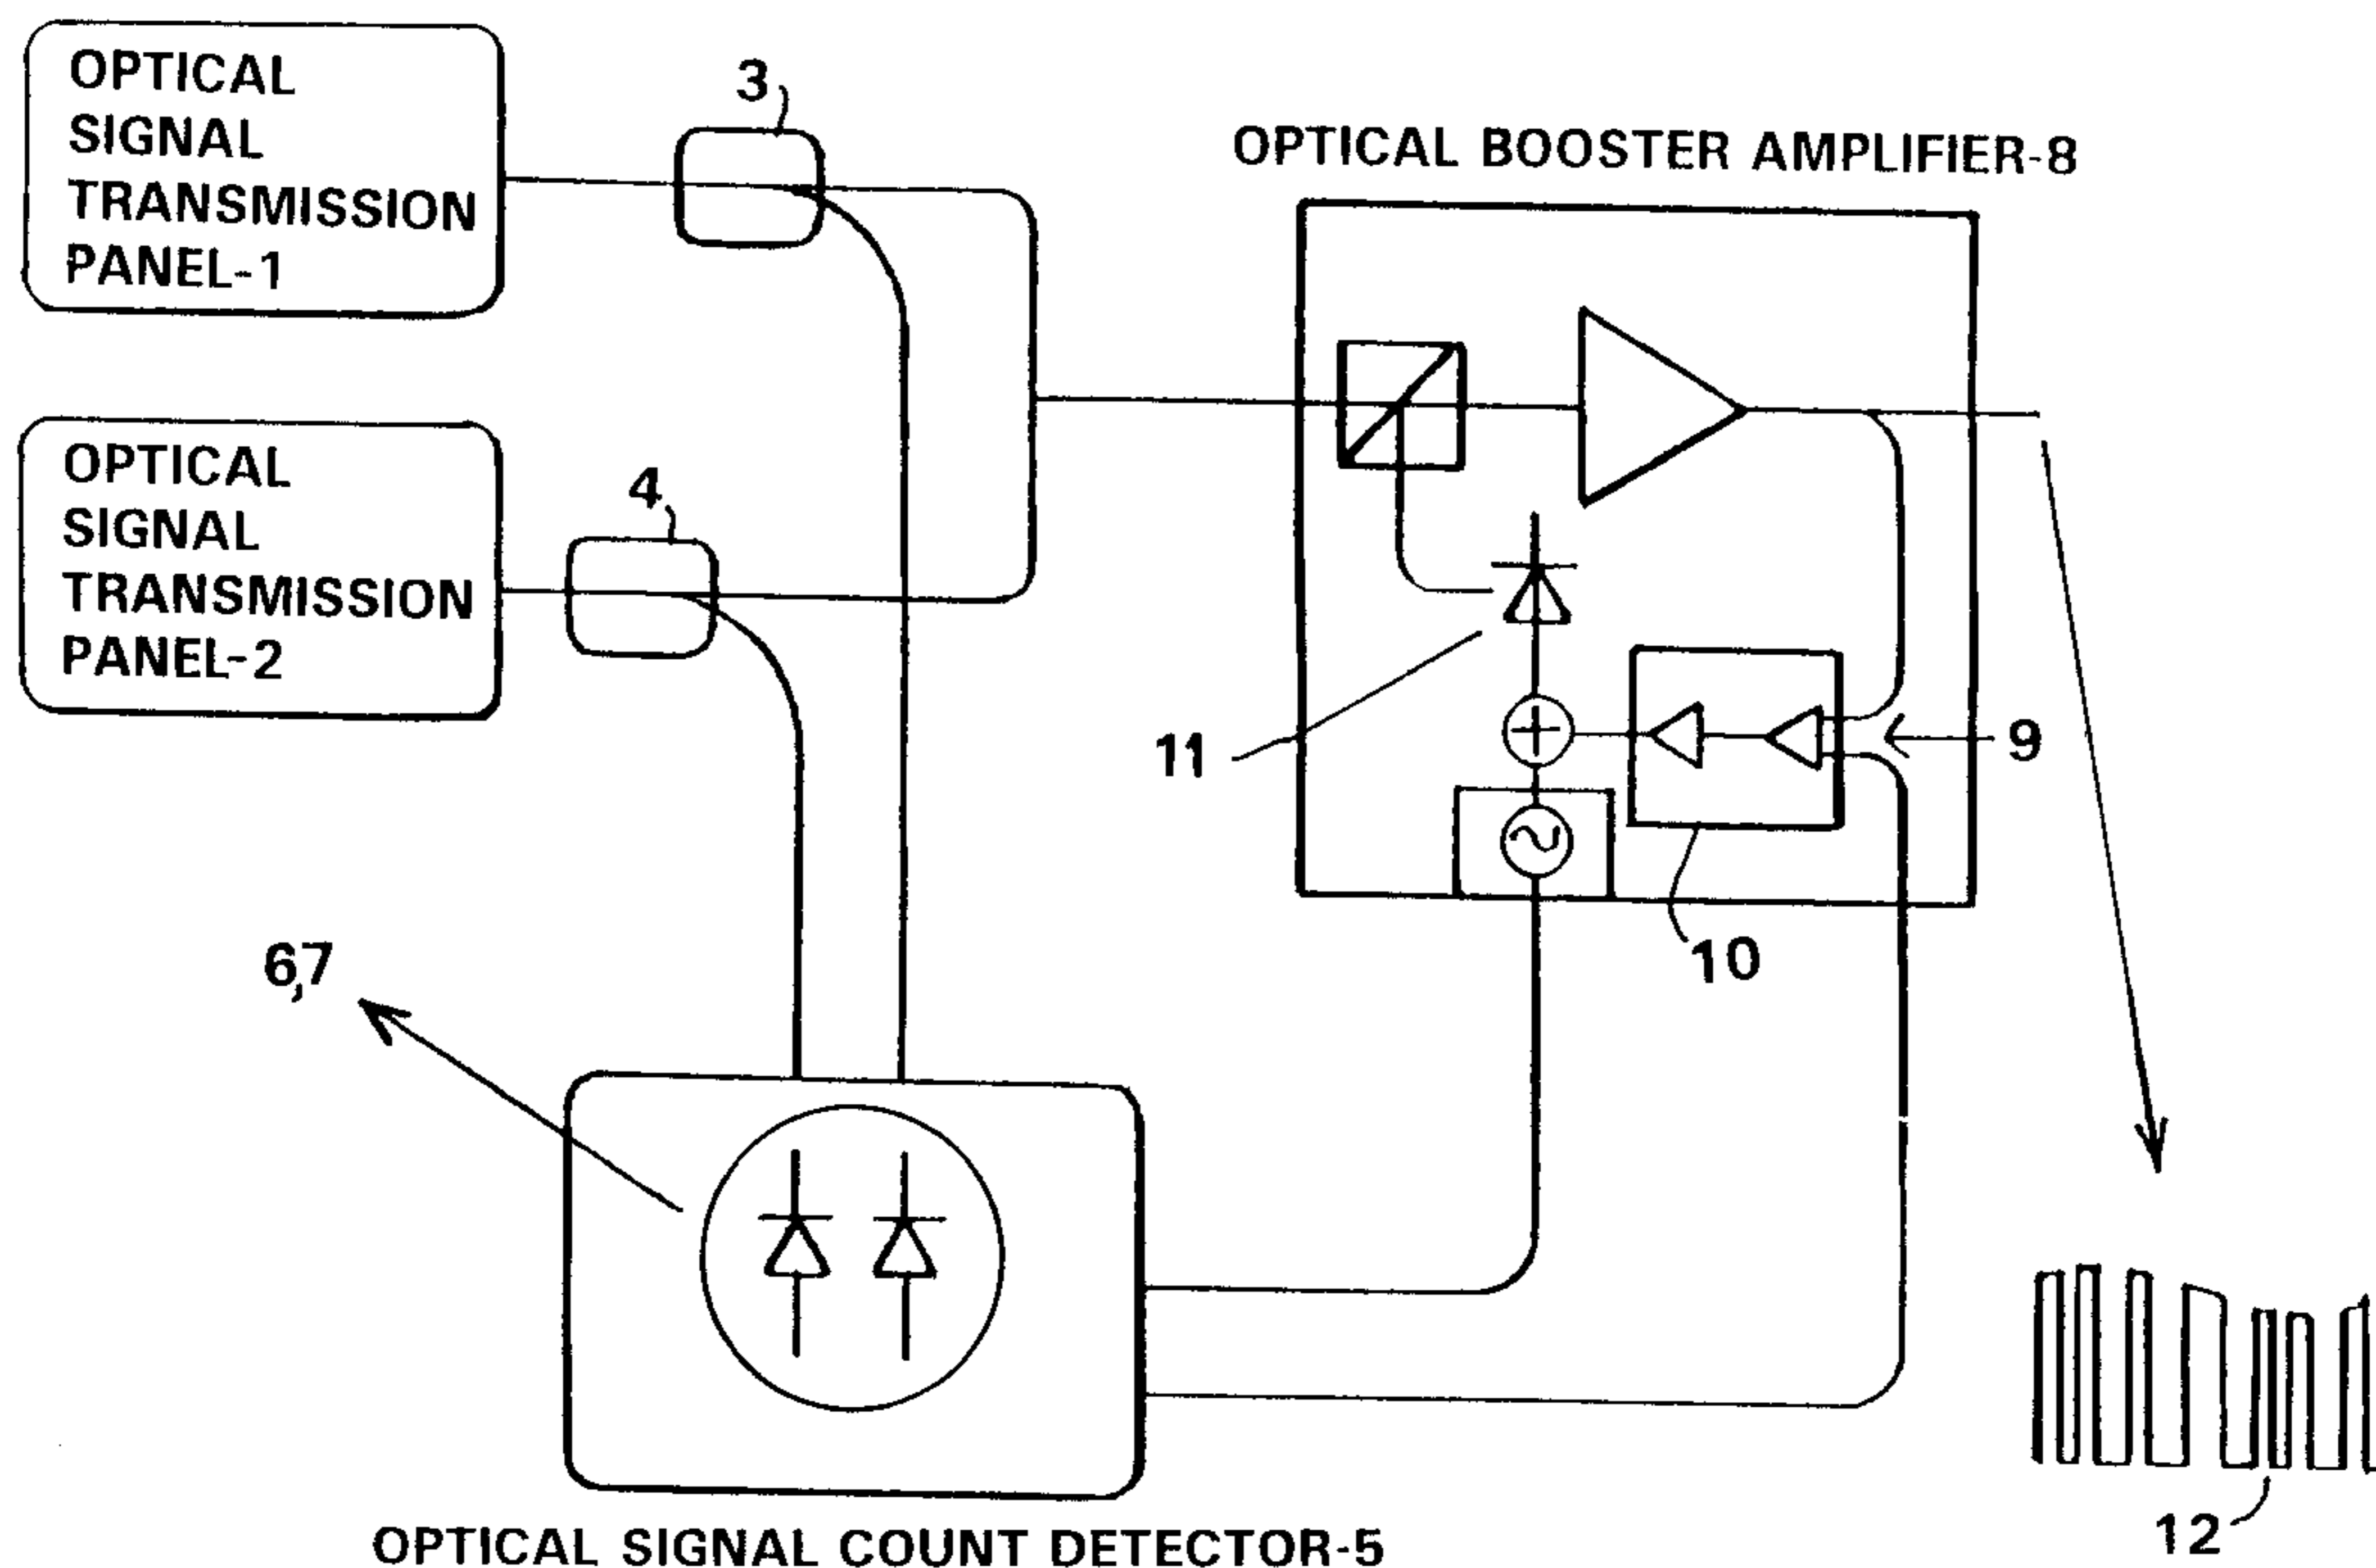 OPTICAL
SIGNAL
TRANSMISSION
PANEL-1
3
OPTICAL BOOSTER AMPLIFIER-8
OPTICAL
SIGNAL
TRANSMISSION
PANEL-2
4
11
9
10
6,7
12
OPTICAL SIGNAL COUNT DETECTOR-5